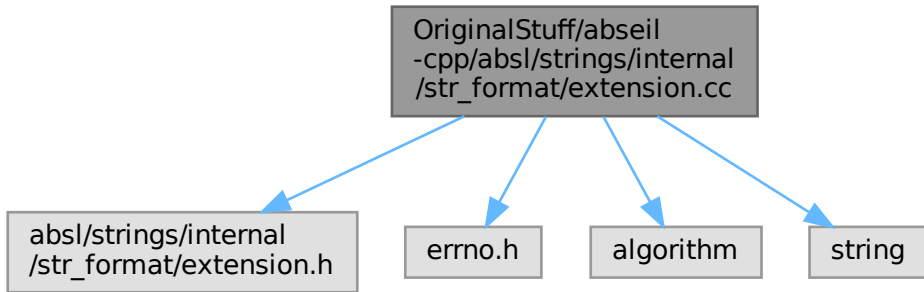 OriginalStuff/abseil
-cpp/absl/strings/internal
/str_format/extension.cc
absl/strings/internal
/str_format/extension.h
errno.h
algorithm
string